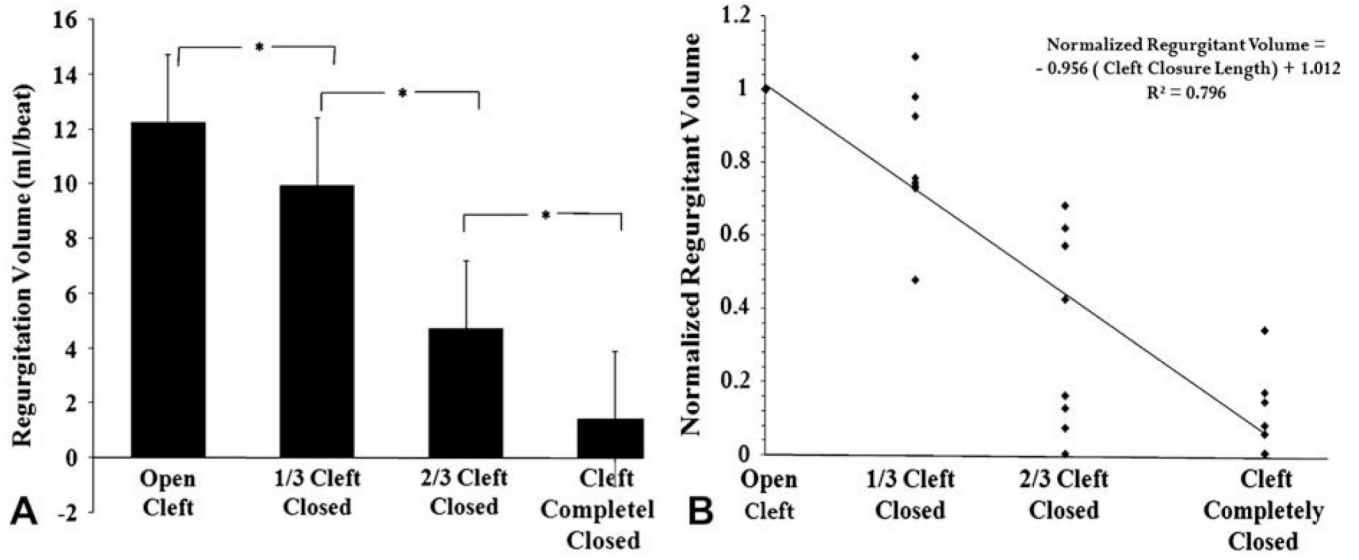 Regurgitation Volume (ml/beat)
16
14
12
10
8
6
4
2
0
-2
*
*
*
Open
Cleft
1/3 Cleft
Closed
2/3 Cleft
Closed
Cleft
Completel
Closed
A
Normalized Regurgitant Volume
1.2
1
0.8
0.6
0.4
0.2
0
Normalized Regurgitant Volume =
- 0.956 ( Cleft Closure Length) + 1.012
R² = 0.796
Open
Cleft
1/3 Cleft
Closed
2/3 Cleft
Closed
Cleft
Completely
Closed
B